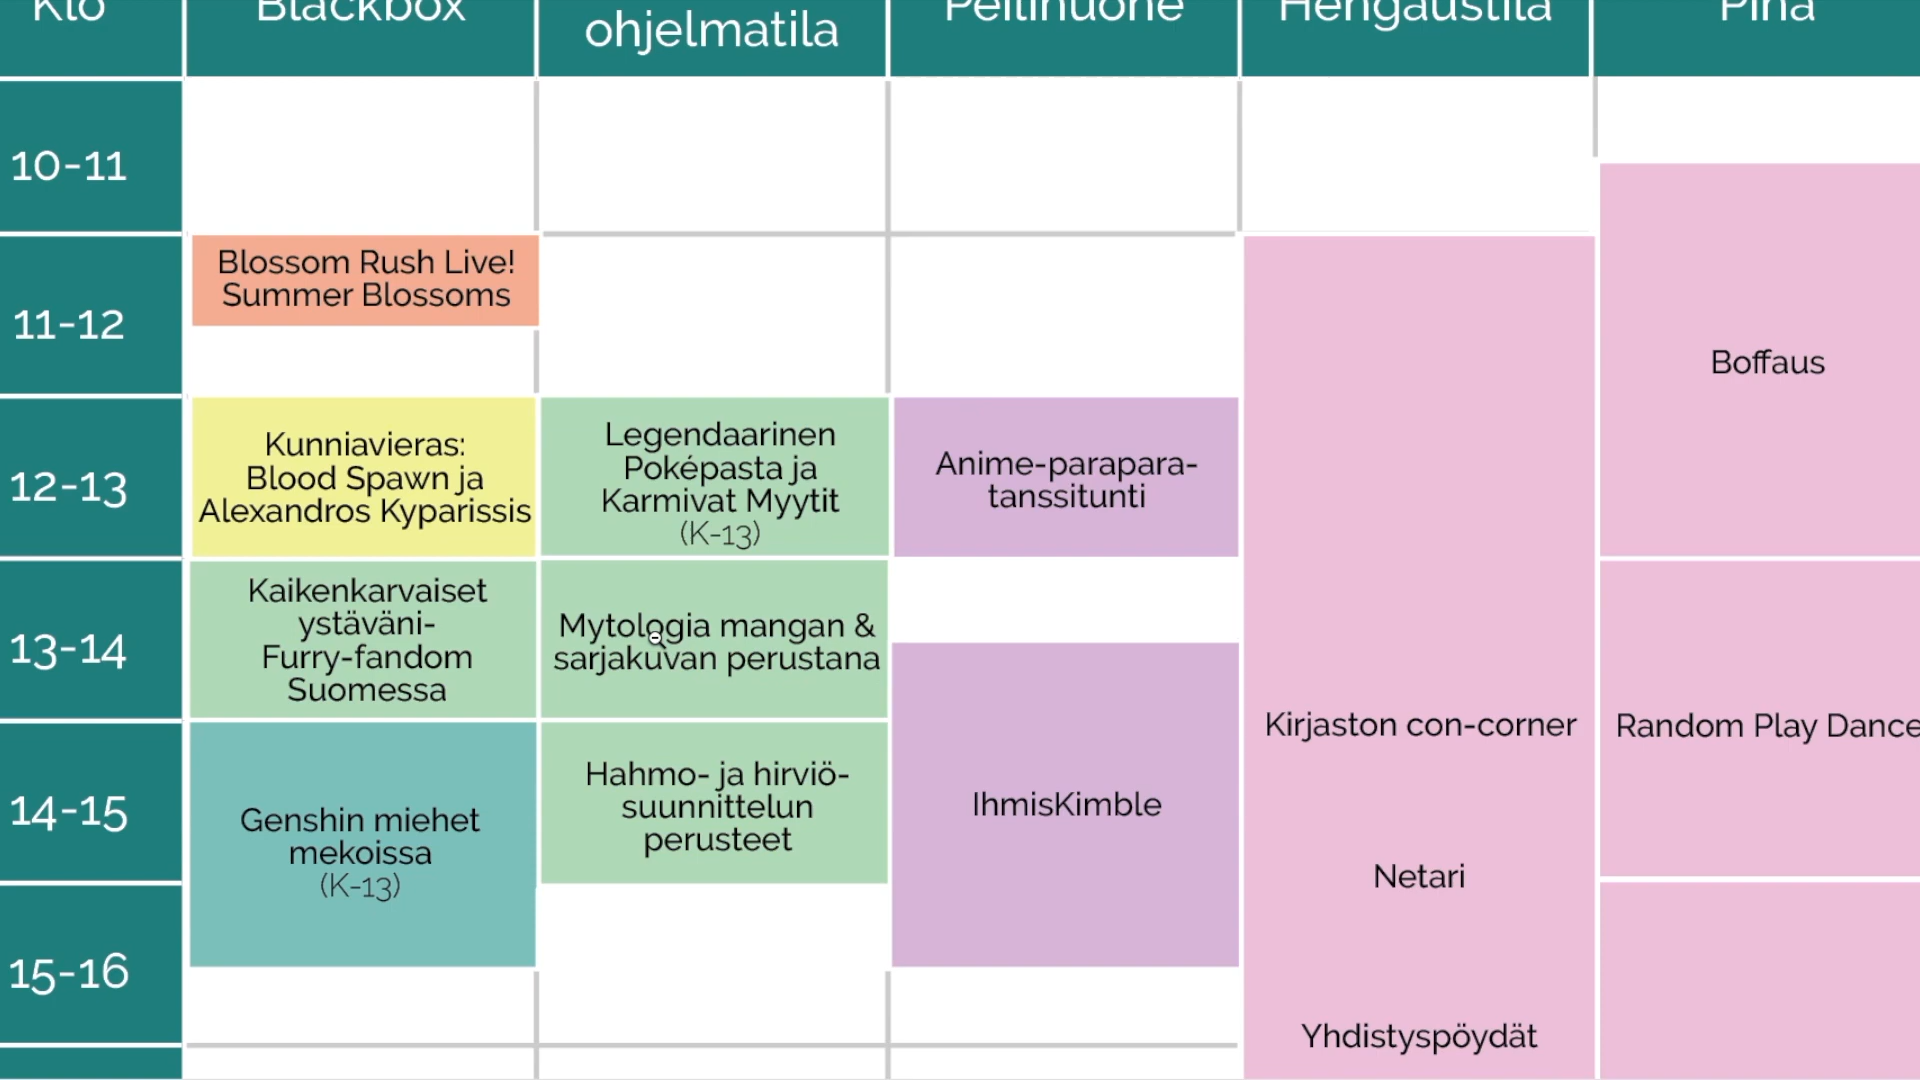 Klo
Blackbox
ohjelmatila
Peilihuone
Hengaustila
Piha
10-11
11-12
12-13
13-14
14-15
15-16
Blossom Rush Live!
Summer Blossoms
Kunniavieras:
Blood Spawn ja
Alexandros Kyparissis
Kaikenkarvaiset
ystäväni-
Furry-fandom
Suomessa
Genshin miehet
mekoissa
(K-13)
Legendaarinen
Poképasta ja
Karmivat Myytit
(K-13)
Mytologia mangan &
sarjakuvan perustana
Hahmo- ja hirviö-
suunnittelun
perusteet
Anime-parapara-
tanssitunti
IhmisKimble
Kirjaston con-corner
Netari
Yhdistyspöydät
Boffaus
Random Play Dance